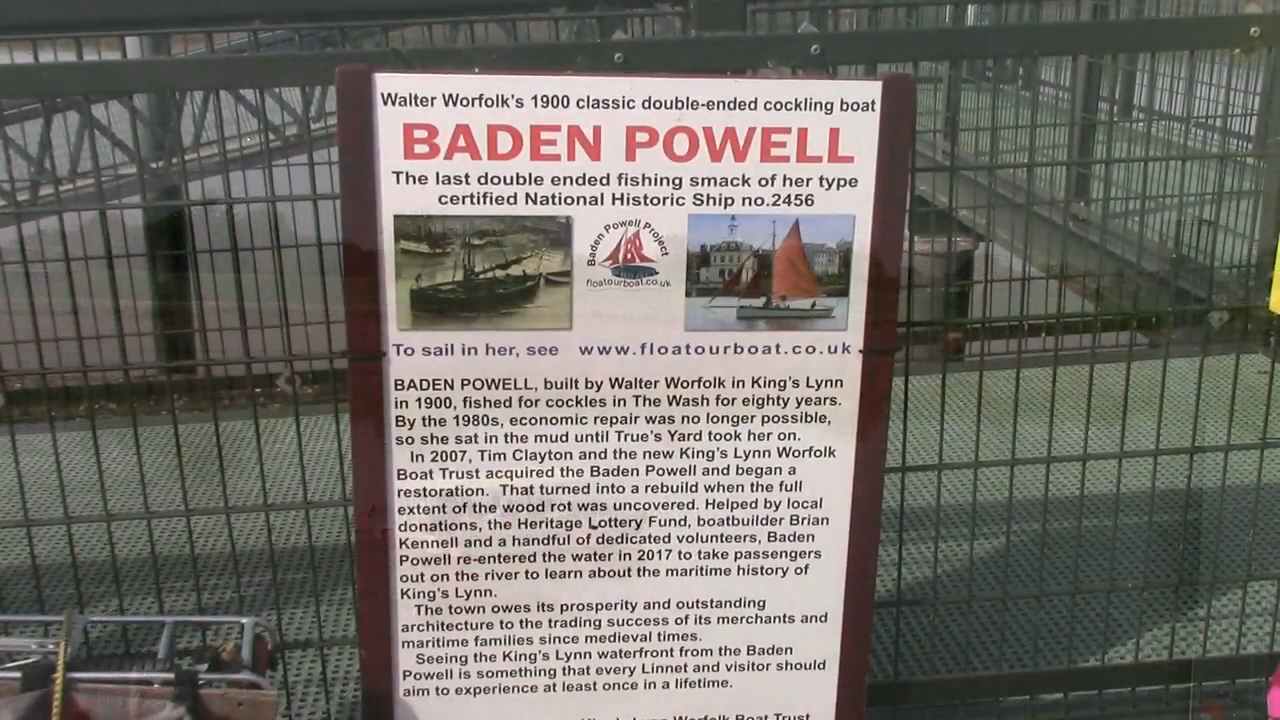 Walter Worfolk's 1900 classic double-ended cockling boat
BADEN POWELL
The last double ended fishing smack of her type
certified National Historic Ship no.2456
Baden Powell Project
floatourboat.co.uk
To sail in her, see www.floatourboat.co.uk
BADEN POWELL, built by Walter Worfolk in King's Lynn
in 1900, fished for cockles in The Wash for eighty years.
By the 1980s, economic repair was no longer possible,
so she sat in the mud until True's Yard took her on.
In 2007, Tim Clayton and the new King's Lynn Worfolk
Boat Trust acquired the Baden Powell and began a
restoration. That turned into a rebuild when the full
extent of the wood rot was uncovered. Helped by local
donations, the Heritage Lottery Fund, boatbuilder Brian
Kennell and a handful of dedicated volunteers, Baden
Powell re-entered the water in 2017 to take passengers
out on the river to learn about the maritime history of
King's Lynn.
The town owes its prosperity and outstanding
architecture to the trading success of its merchants and
maritime families since medieval times.
Seeing the King's Lynn waterfront from the Baden
Powell is something that every Linnet and visitor should
aim to experience at least once in a lifetime.
King's Lynn Worfolk Boat Trust